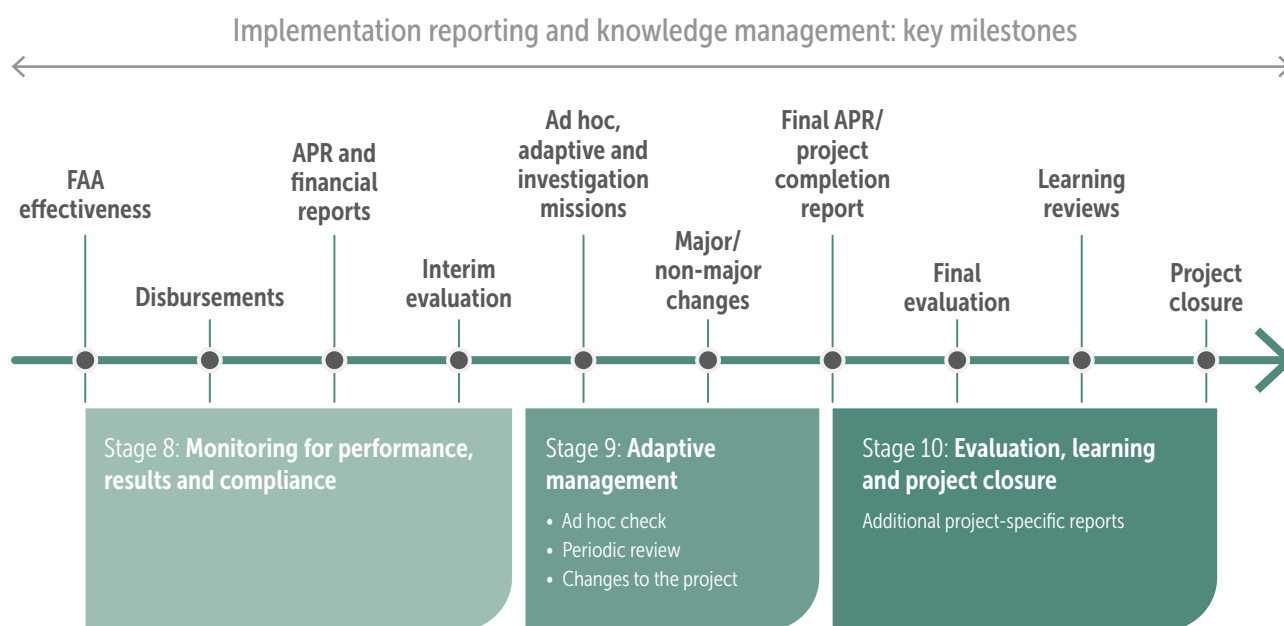 Implementation reporting and knowledge management: key milestones
FAA
effectiveness
Disbursements
APR and
financial
reports
Interim
evaluation
Ad hoc,
adaptive and
investigation
missions
Major/
non-major
changes
Final APR/
project
completion
report
Final
evaluation
Learning
reviews
Project
closure
Stage 8: Monitoring for performance,
results and compliance
Stage 9: Adaptive
management
• Ad hoc check
• Periodic review
• Changes to the project
Stage 10: Evaluation, learning
and project closure
Additional project-specific reports